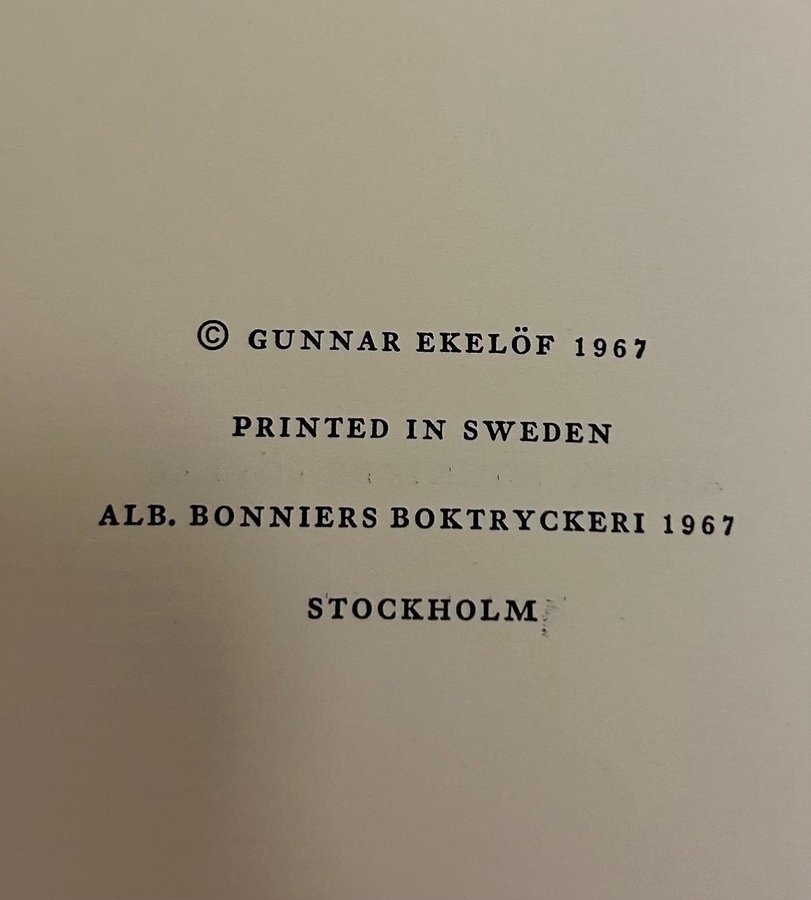 © GUNNAR EKELÖF 1967
PRINTED IN SWEDEN
ALB. BONNIERS BOKTRYCKERI 1967
STOCKHOLM